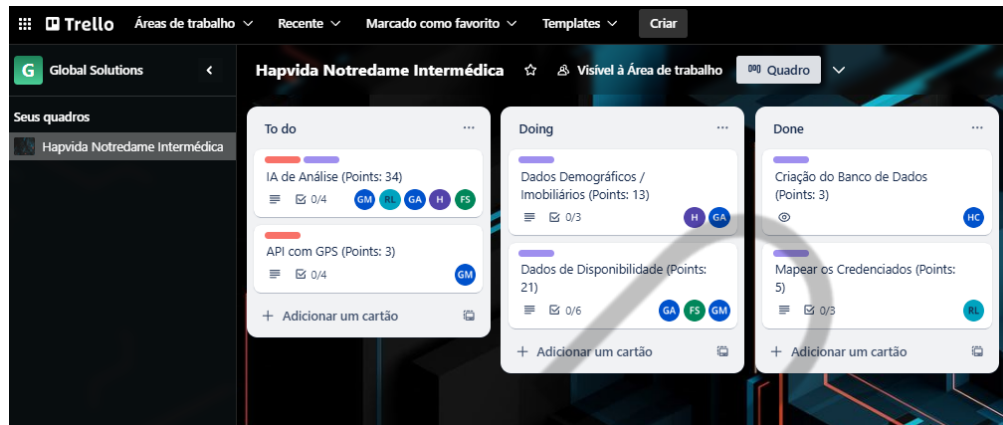 Trello Áreas de trabalho Recente Marcado como favorito Templates Criar
G Global Solutions
Hapvida Notredame Intermédica Visível à Área de trabalho Quadro
Seus quadros
Hapvida Notredame Intermédica
To do
IA de Análise (Points: 34)
0/4 GM RL GA H FS
API com GPS (Points: 3)
0/4 GM
+ Adicionar um cartão
Doing
Dados Demográficos /
Imobiliários (Points: 13)
0/3 H GA
Dados de Disponibilidade (Points:
21)
0/6 GA FS GM
+ Adicionar um cartão
Done
Criação do Banco de Dados
(Points: 3)
HC
Mapear os Credenciados (Points:
5)
0/3 RL
+ Adicionar um cartão